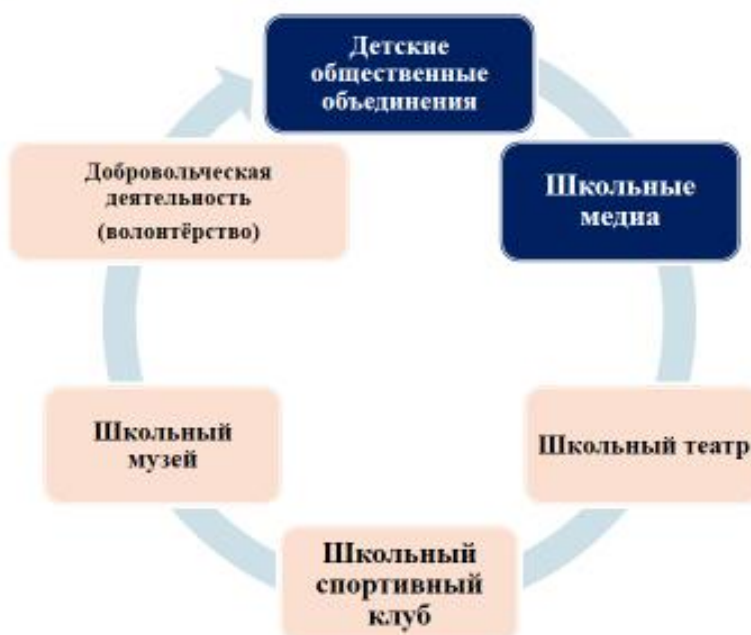 Детские
общественные
объединения
Школьные
медиа
Школьный театр
Школьный
спортивный
клуб
Школьный
музей
Добровольческая
деятельность
(волонтёрство)